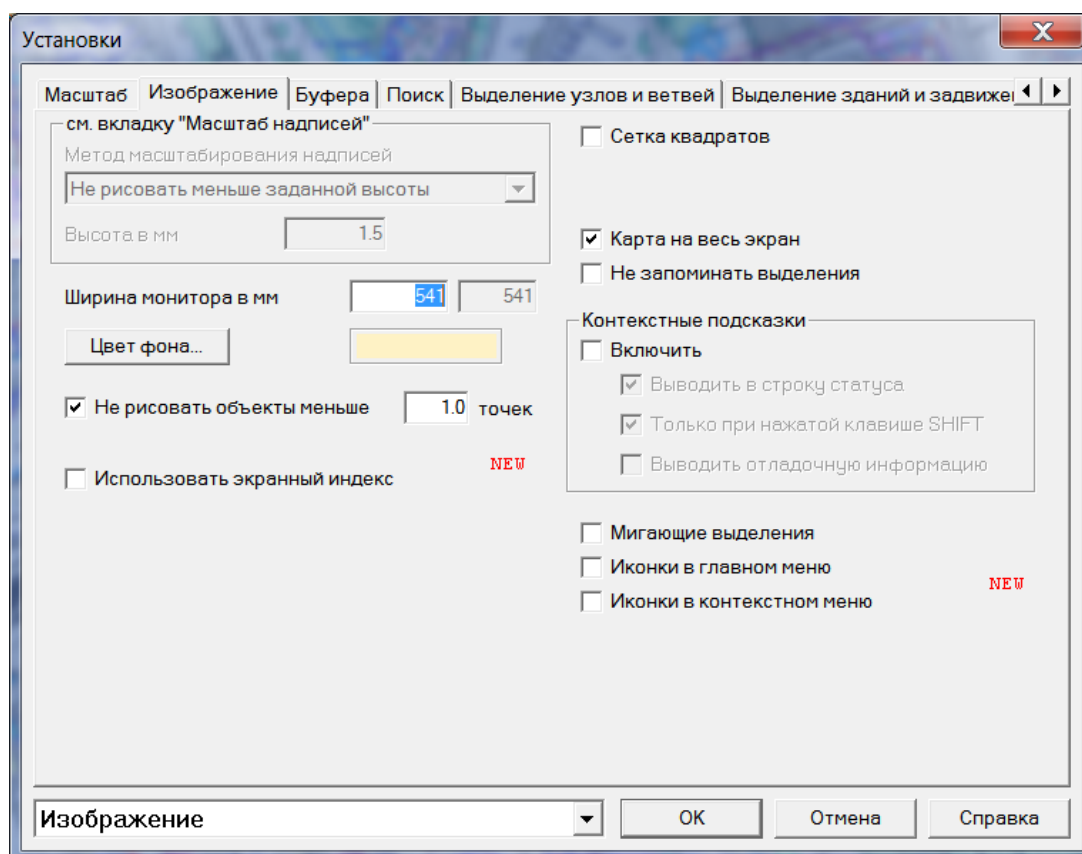 Установки
Масштаб Изображение Буфера Поиск Выделение узлов и ветвей Выделение зданий и задвиже
см. вкладку "Масштаб надписей"
Метод масштабирования надписей
Не рисовать меньше заданной высоты
Высота в мм 1.5
Ширина монитора в мм 541 541
Цвет фона...
Не рисовать объекты меньше 1.0 точек
NEW
Использовать экранный индекс
Сетка квадратов
Карта на весь экран
Не запоминать выделения
Контекстные подсказки
Включить
Выводить в строку статуса
Только при нажатой клавише SHIFT
Выводить отладочную информацию
Мигающие выделения
Иконки в главном меню
NEW
Иконки в контекстном меню
Изображение OK Отмена Справка